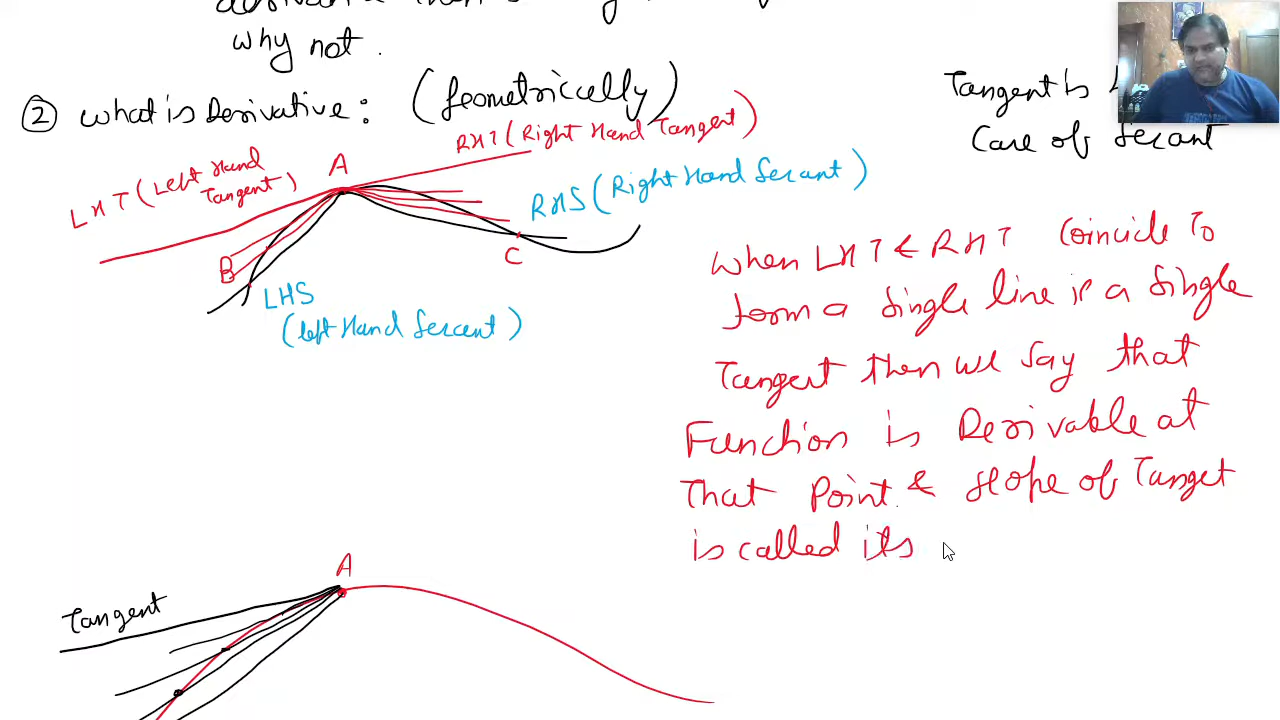 why not.
② What is Derivative: (Geometrically)
Tangent is
Case of Secant
RHT (Right Hand Tangent)
A
LHT (Left Hand
Tangent)
RHS (Right Hand Secant)
B
C
LHS
(left Hand Secant)
When LHT & RHT Coincide To
form a Single line i.e a Single
Tangent then we say that
Function is Derivable at
That Point & slope of Tanget
is called its
A
Tangent